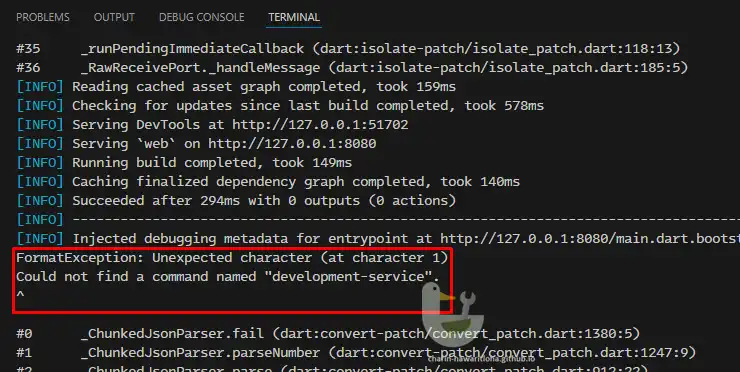 PROBLEMS OUTPUT DEBUG CONSOLE TERMINAL
#35 _runPendingImmediateCallback (dart:isolate-patch/isolate_patch.dart:118:13)
#36 _RawReceivePort._handleMessage (dart:isolate-patch/isolate_patch.dart:185:5)
[INFO] Reading cached asset graph completed, took 159ms
[INFO] Checking for updates since last build completed, took 578ms
[INFO] Serving DevTools at http://127.0.0.1:51702
[INFO] Serving `web` on http://127.0.0.1:8080
[INFO] Running build completed, took 149ms
[INFO] Caching finalized dependency graph completed, took 140ms
[INFO] Succeeded after 294ms with 0 outputs (0 actions)
[INFO] ----------------------------------------------------------------------
[INFO] Injected debugging metadata for entrypoint at http://127.0.0.1:8080/main.dart.bootst
FormatException: Unexpected character (at character 1)
Could not find a command named "development-service".
^
#0 _ChunkedJsonParser.fail (dart:convert-patch/convert_patch.dart:1380:5)
#1 _ChunkedJsonParser.parseNumber (dart:convert-patch/convert_patch.dart:1247:9)
#2 _ChunkedJsonParser.parse (dart:convert-patch/convert_patch.dart:912:22)